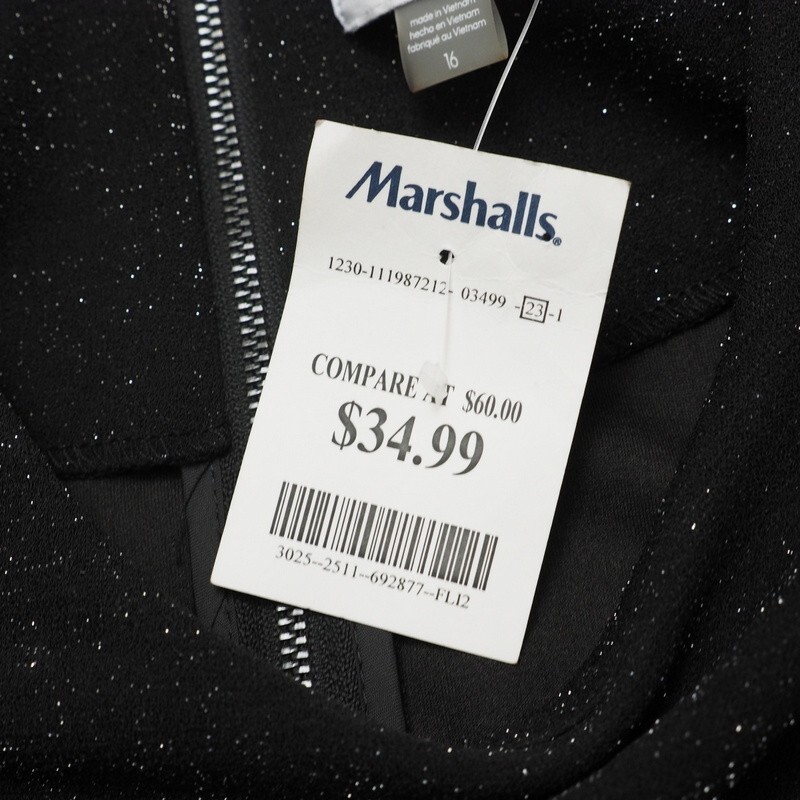 made in Vietnam
hecho en Vietnam
fabriqué au Vietnam
16
Marshalls®
1230-111987212- 03499 -23-1
COMPARE AT $60.00
$34.99
3025--2511--692877--FLI2